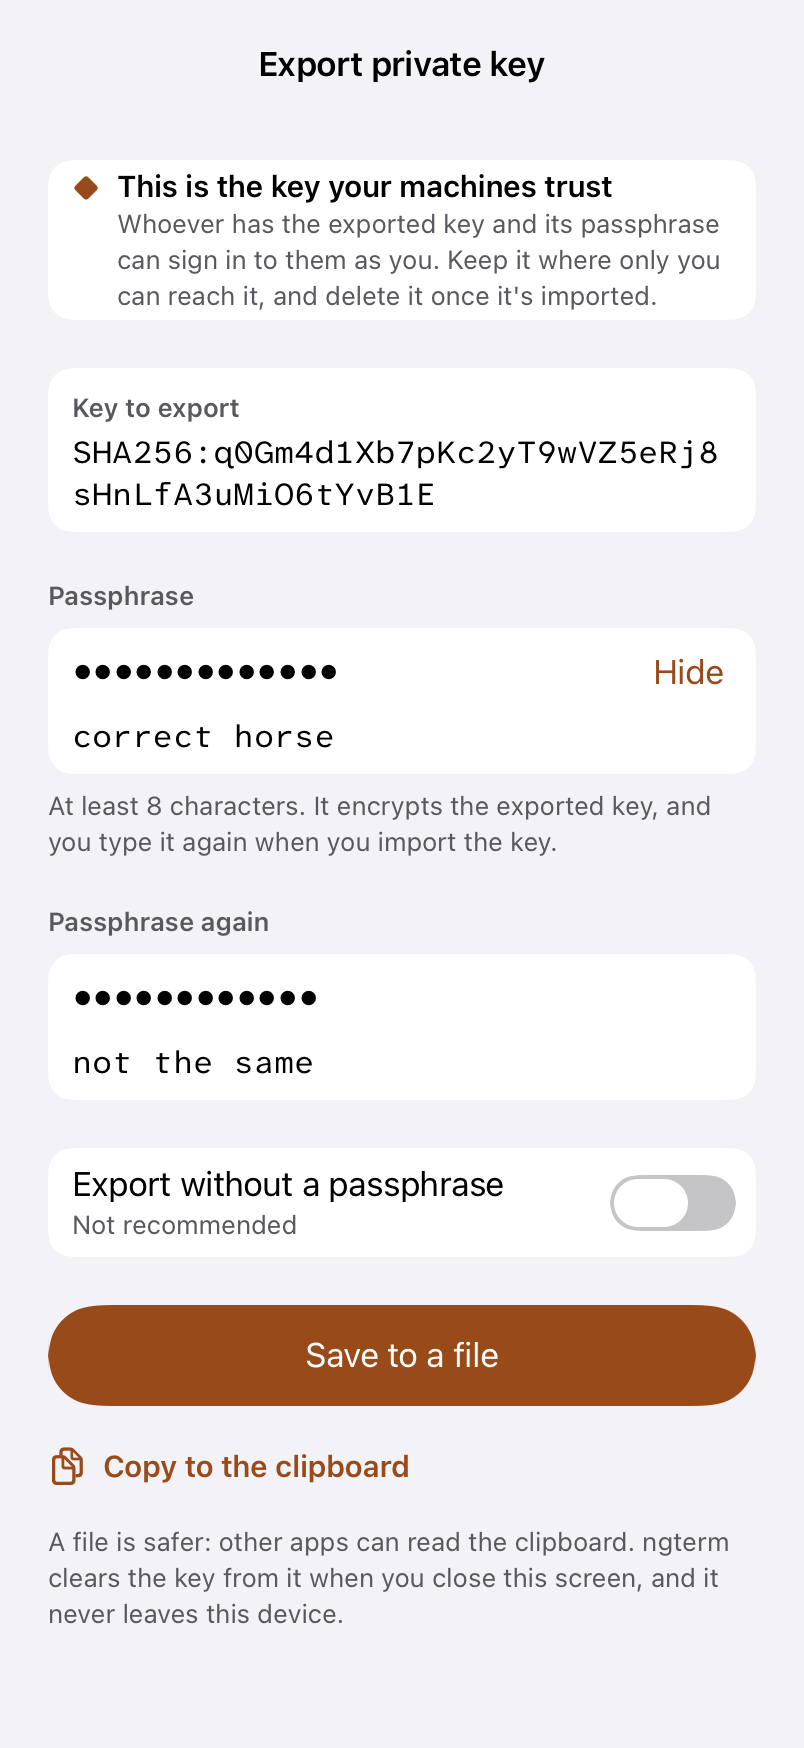 Export private key
This is the key your machines trust
Whoever has the exported key and its passphrase
can sign in to them as you. Keep it where only you
can reach it, and delete it once it's imported.
Key to export
SHA256:q0Gm4d1Xb7pKc2yT9wVZ5eRj8
sHnLfA3uMiO6tYvB1E
Passphrase
●●●●●●●●●●●●●
Hide
correct horse
At least 8 characters. It encrypts the exported key, and
you type it again when you import the key.
Passphrase again
●●●●●●●●●●●●
not the same
Export without a passphrase
Not recommended
Save to a file
Copy to the clipboard
A file is safer: other apps can read the clipboard. ngterm
clears the key from it when you close this screen, and it
never leaves this device.